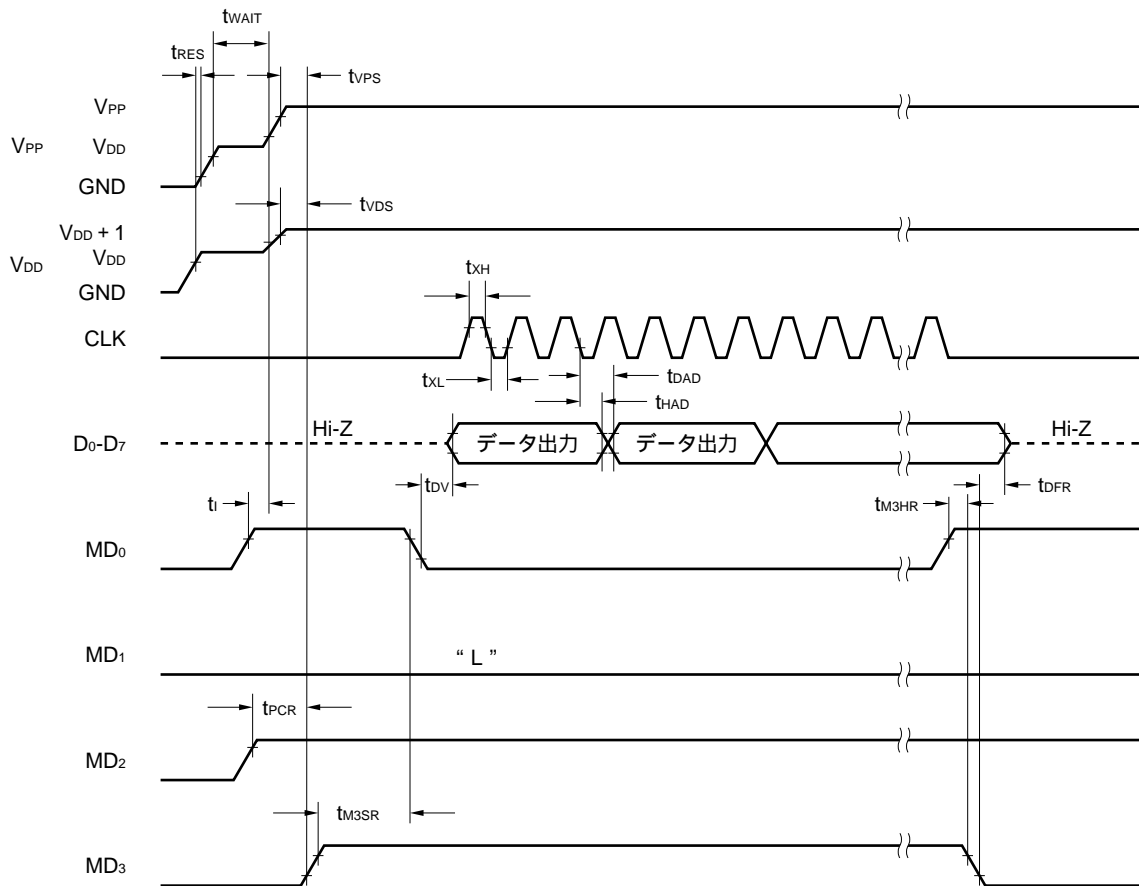 tWAIT
tRES
tVPS
VPP
VPP VDD
GND
tVDS
VDD + 1
VDD VDD
GND
tXH
CLK
tXL
tDAD
tHAD
D0-D7 Hi-Z データ出力 データ出力 Hi-Z
tDV
tDFR
tI
tM3HR
MD0
MD1 “ L ”
tPCR
MD2
tM3SR
MD3